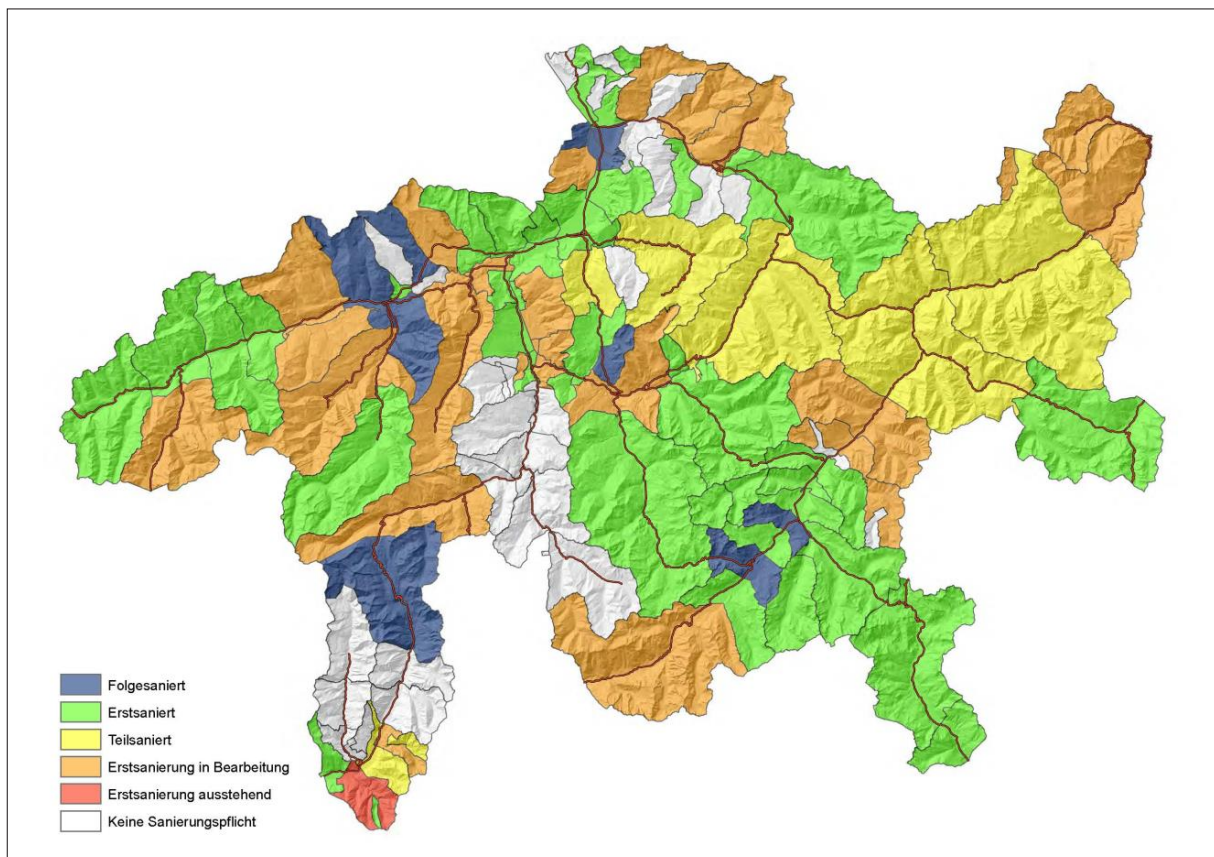 Folgesaniert
Erstsaniert
Teilsaniert
Erstsanierung in Bearbeitung
Erstsanierung ausstehend
Keine Sanierungspflicht